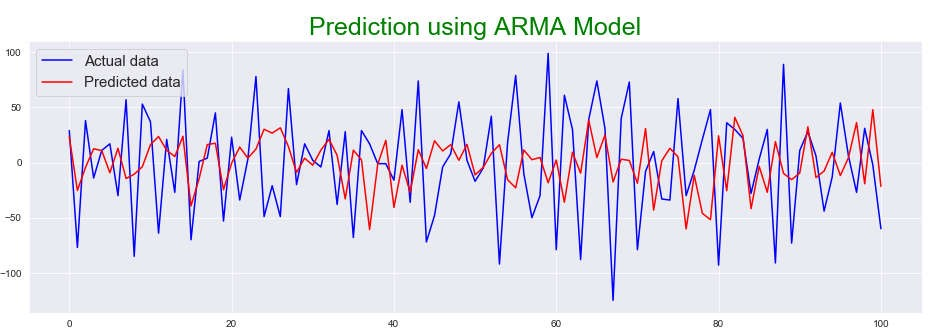 Prediction using ARMA Model
Actual data
Predicted data
100
50
0
−50
−100
0 20 40 60 80 100